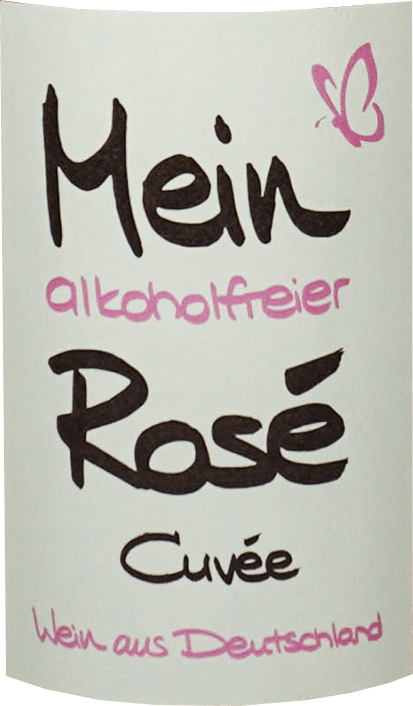 Mein
alkoholfreier
Rosé
Cuvée
Wein aus Deutschland